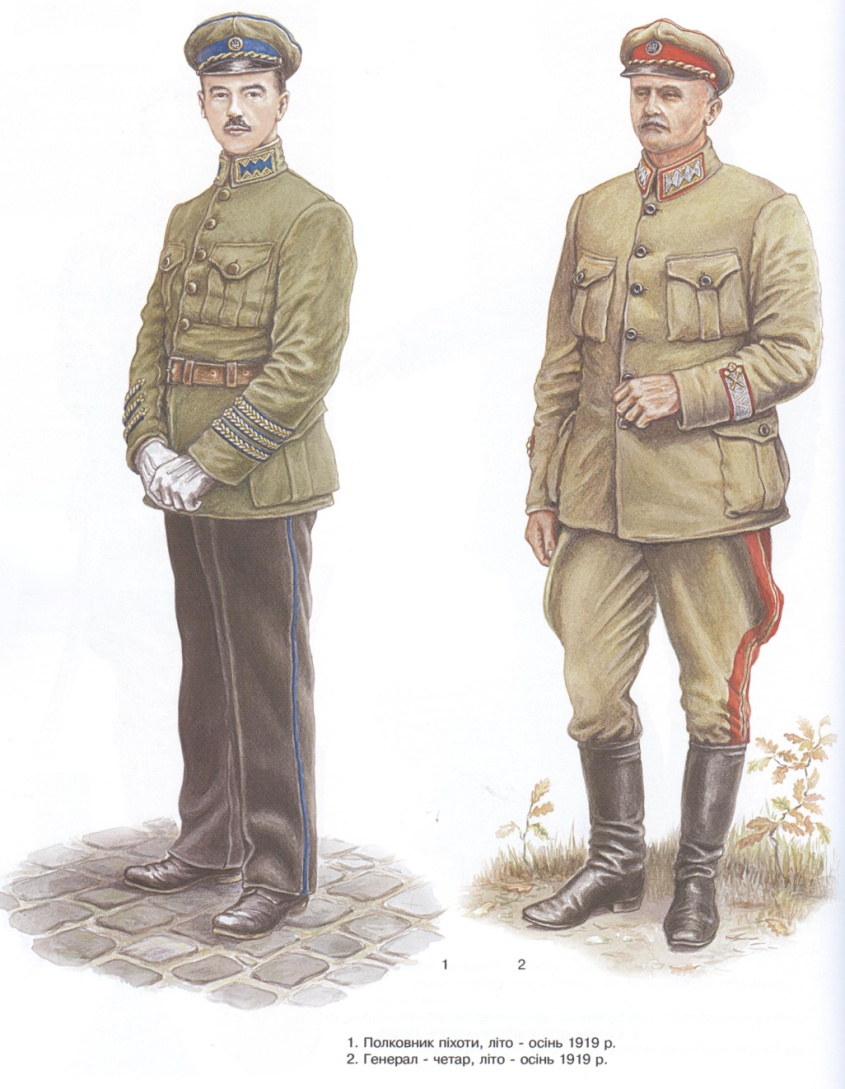 1 2
1. Полковник піхоти, літо - осінь 1919 р.
2. Генерал - четар, літо - осінь 1919 р.